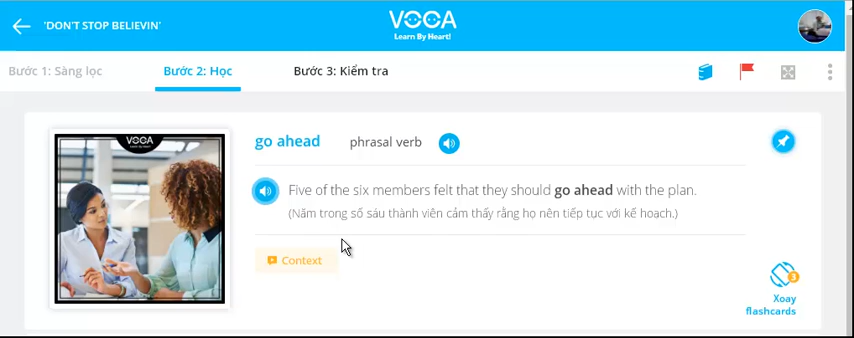 'DON'T STOP BELIEVIN'
VOCA
Learn By Heart!
Bước 1: Sàng lọc
Bước 2: Học
Bước 3: Kiểm tra
VOCA
go ahead phrasal verb
Five of the six members felt that they should go ahead with the plan.
(Năm trong số sáu thành viên cảm thấy rằng họ nên tiếp tục với kế hoạch.)
Context
3
Xoay
flashcards